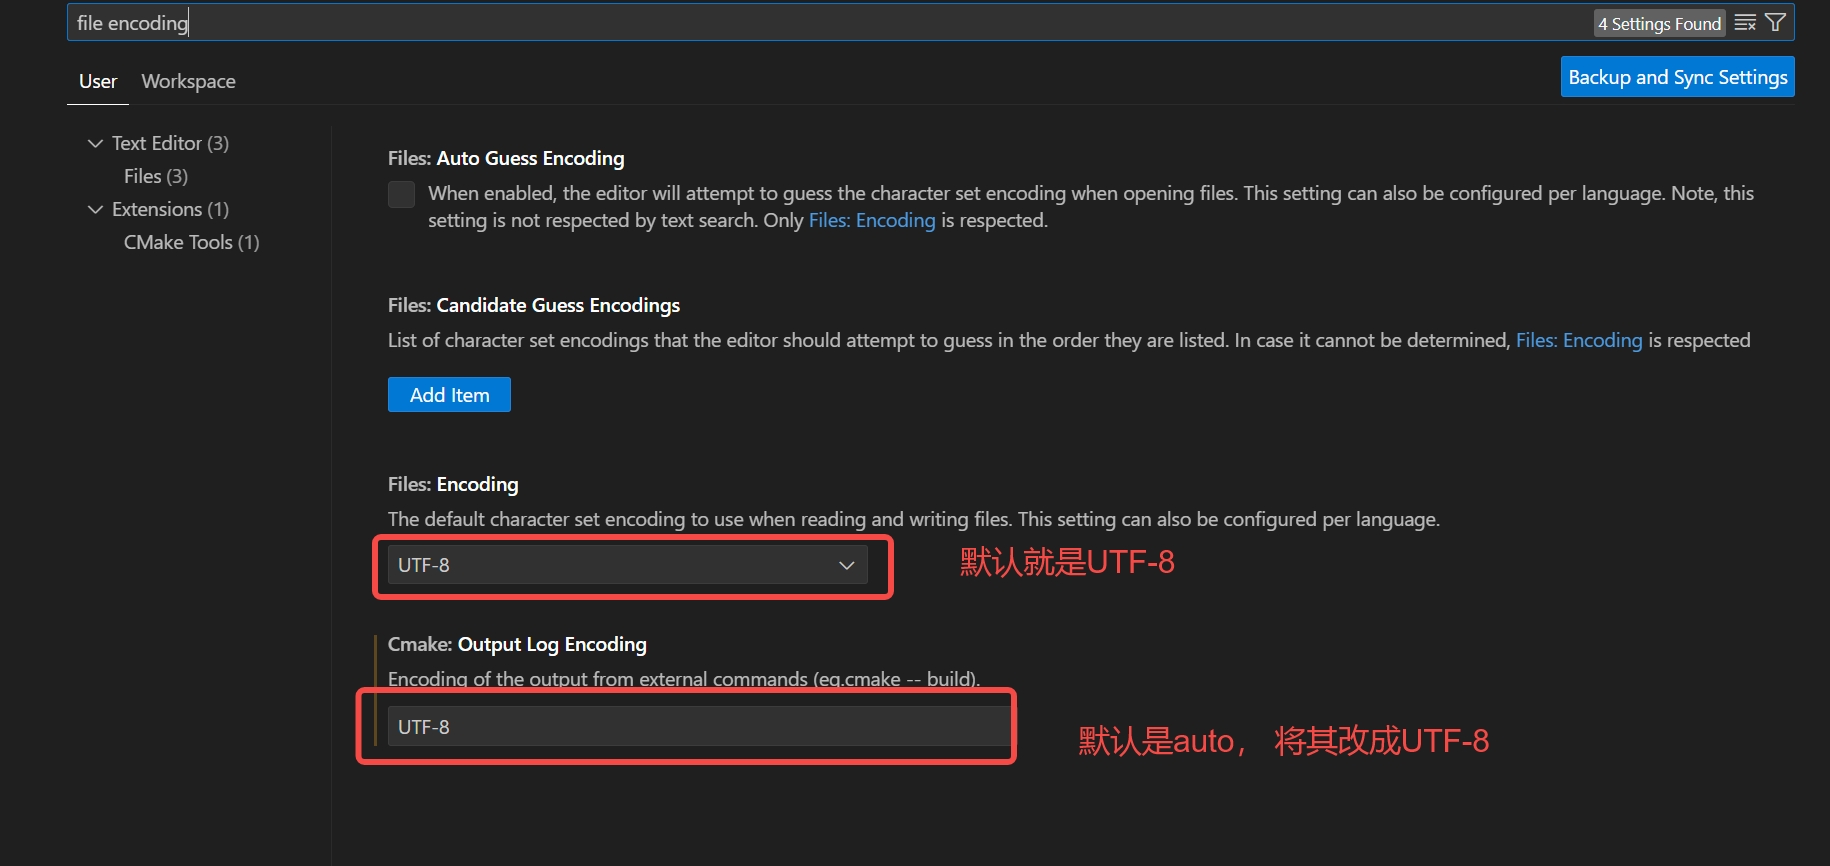 file encoding
4 Settings Found
User
Workspace
Backup and Sync Settings
Text Editor (3)
Files (3)
Extensions (1)
CMake Tools (1)
Files: Auto Guess Encoding
When enabled, the editor will attempt to guess the character set encoding when opening files. This setting can also be configured per language. Note, this
setting is not respected by text search. Only Files: Encoding is respected.
Files: Candidate Guess Encodings
List of character set encodings that the editor should attempt to guess in the order they are listed. In case it cannot be determined, Files: Encoding is respected
Add Item
Files: Encoding
The default character set encoding to use when reading and writing files. This setting can also be configured per language.
UTF-8
默认就是UTF-8
Cmake: Output Log Encoding
Encoding of the output from external commands (eg.cmake -- build).
UTF-8
默认是auto， 将其改成UTF-8